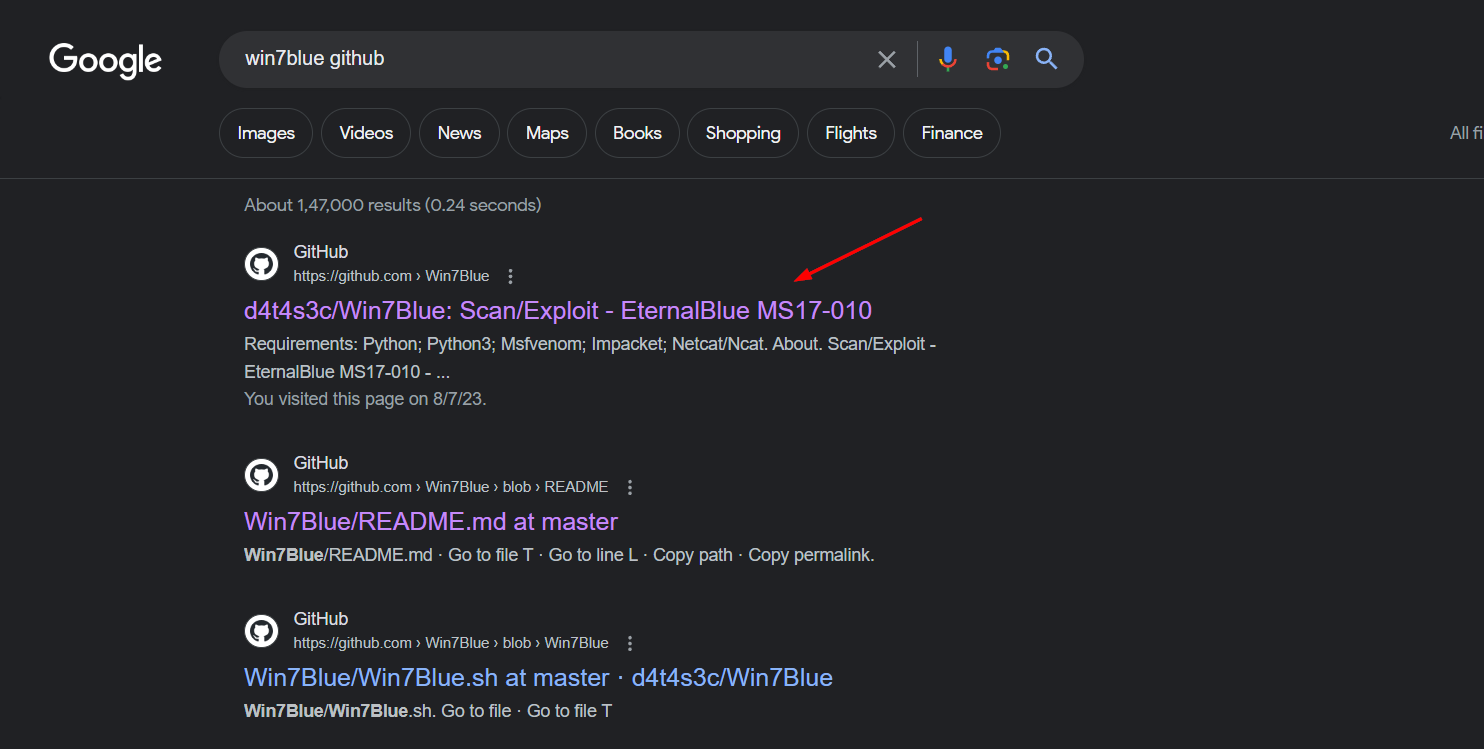 Google
win7blue github
Images Videos News Maps Books Shopping Flights Finance All fi
About 1,47,000 results (0.24 seconds)
GitHub
https://github.com › Win7Blue
d4t4s3c/Win7Blue: Scan/Exploit - EternalBlue MS17-010
Requirements: Python; Python3; Msfvenom; Impacket; Netcat/Ncat. About. Scan/Exploit -
EternalBlue MS17-010 - ...
You visited this page on 8/7/23.
GitHub
https://github.com › Win7Blue › blob › README
Win7Blue/README.md at master
Win7Blue/README.md · Go to file T · Go to line L · Copy path · Copy permalink.
GitHub
https://github.com › Win7Blue › blob › Win7Blue
Win7Blue/Win7Blue.sh at master · d4t4s3c/Win7Blue
Win7Blue/Win7Blue.sh. Go to file · Go to file T